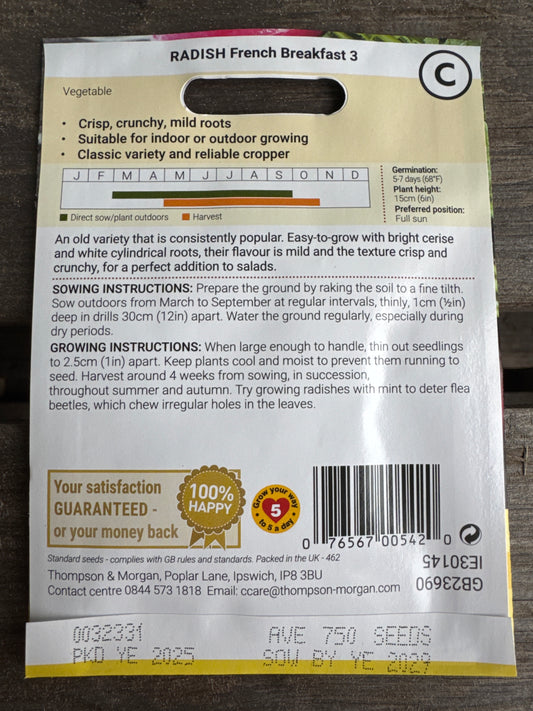 RADISH French Breakfast 3
C
Vegetable
• Crisp, crunchy, mild roots
• Suitable for indoor or outdoor growing
• Classic variety and reliable cropper
J F M A M J J A S O N D
Direct sow/plant outdoors Harvest
Germination:
5-7 days (68°F)
Plant height:
15cm (6in)
Preferred position:
Full sun
An old variety that is consistently popular. Easy-to-grow with bright cerise
and white cylindrical roots, their flavour is mild and the texture crisp and
crunchy, for a perfect addition to salads.
SOWING INSTRUCTIONS: Prepare the ground by raking the soil to a fine tilth.
Sow outdoors from March to September at regular intervals, thinly, 1cm (½in)
deep in drills 30cm (12in) apart. Water the ground regularly, especially during
dry periods.
GROWING INSTRUCTIONS: When large enough to handle, thin out seedlings
to 2.5cm (1in) apart. Keep plants cool and moist to prevent them running to
seed. Harvest around 4 weeks from sowing, in succession,
throughout summer and autumn. Try growing radishes with mint to deter flea
beetles, which chew irregular holes in the leaves.
Your satisfaction
GUARANTEED -
or your money back
100%
HAPPY
Grow your way
5
to 5 a day
0 76567 00542 0
GB23690
IE30145
Standard seeds - complies with GB rules and standards. Packed in the UK - 462
Thompson & Morgan, Poplar Lane, Ipswich, IP8 3BU
Contact centre 0844 573 1818 Email: ccare@thompson-morgan.com
0032331 AVE 750 SEEDS
PKD YE 2025 SOW BY YE 2029